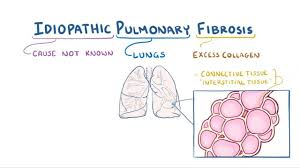 IDIOPATHIC PULMONARY FIBROSIS
CAUSE NOT KNOWN LUNGS EXCESS COLLAGEN
- CONNECTIVE TISSUE
"INTERSTITIAL TISSUE"